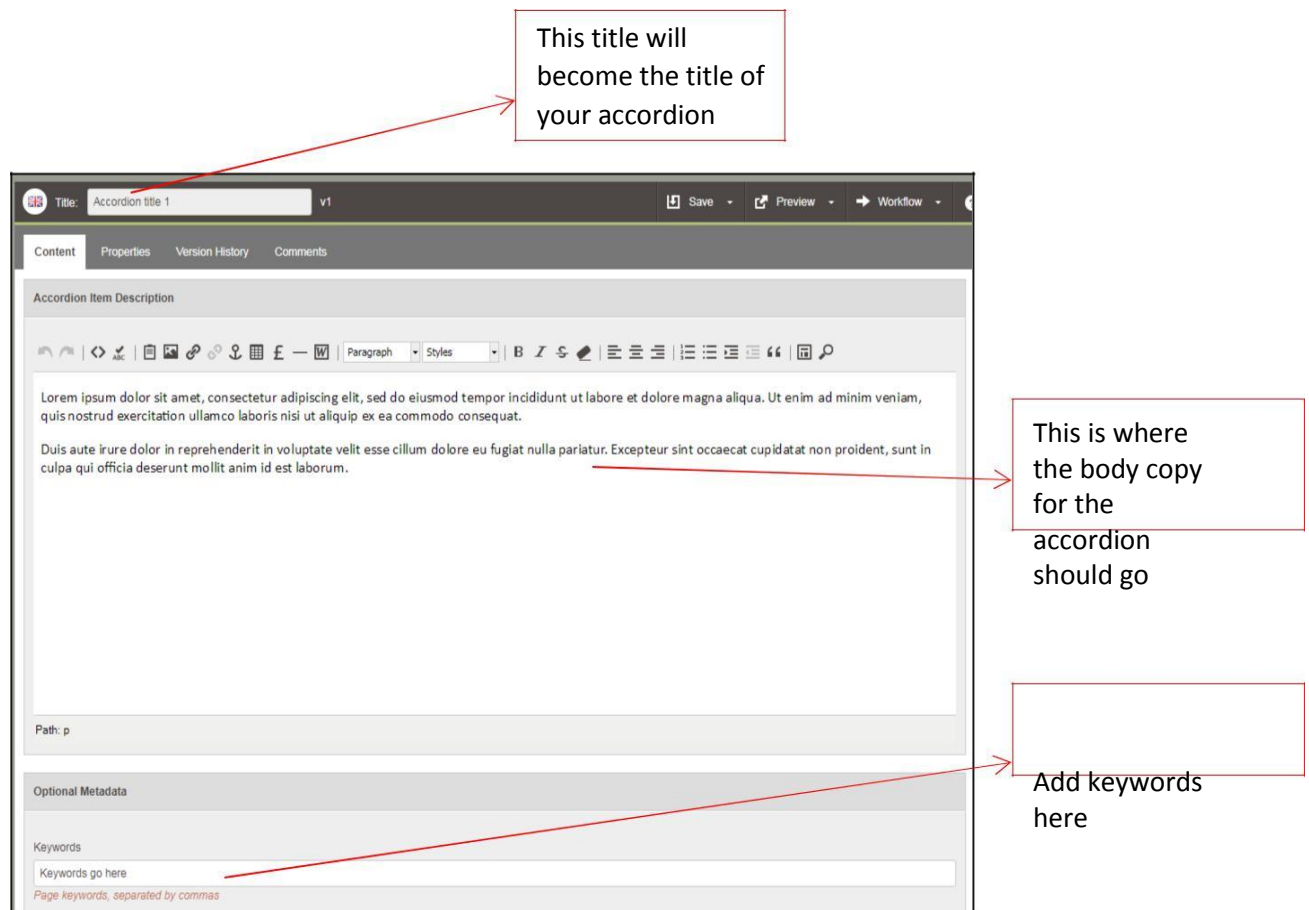 This title will
become the title of
your accordion
Title: Accordion title 1 v1 Save Preview Workflow
Content Properties Version History Comments
Accordion Item Description
ABC £ W Paragraph Styles B I S
Lorem ipsum dolor sit amet, consectetur adipiscing elit, sed do eiusmod tempor incididunt ut labore et dolore magna aliqua. Ut enim ad minim veniam,
quis nostrud exercitation ullamco laboris nisi ut aliquip ex ea commodo consequat.
Duis aute irure dolor in reprehenderit in voluptate velit esse cillum dolore eu fugiat nulla pariatur. Excepteur sint occaecat cupidatat non proident, sunt in
culpa qui officia deserunt mollit anim id est laborum.
This is where
the body copy
for the
accordion
should go
Path: p
Optional Metadata
Add keywords
here
Keywords
Keywords go here
Page keywords, separated by commas